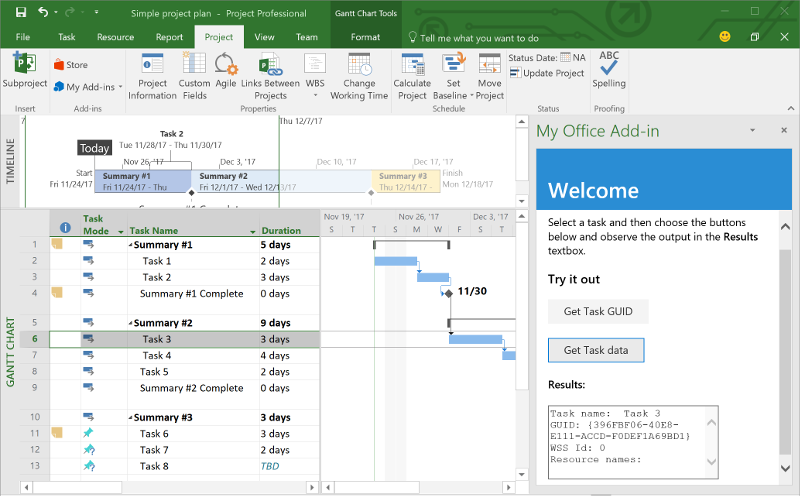 Simple project plan - Project Professional
Gantt Chart Tools
File Task Resource Report Project View Team Format Tell me what you want to do
Subproject
Insert
Store
My Add-ins
Add-ins
Project Information
Custom Fields
Agile
Links Between Projects
WBS
Change Working Time
Properties
Calculate Project
Set Baseline
Move Project
Schedule
Status Date: NA
Update Project
Status
ABC
Spelling
Proofing
TIMELINE
7
Thu 12/7/17
Task 2
Tue 11/28/17 - Thu 11/30/17
Today
Nov 26, '17 Dec 3, '17 Dec 10, '17 Dec 17, '17
Start
Fri 11/24/17
Summary #1
Fri 11/24/17 - Thu
Summary #2
Fri 12/1/17 - Wed 12/13/17
Summary #3
Thu 12/14/17 -
Finish
Mon 12/18/17
GANTT CHART
Task Mode Task Name Duration
1 Summary #1 5 days
2 Task 1 2 days
3 Task 2 3 days
4 Summary #1 Complete 0 days
5 Summary #2 9 days
6 Task 3 3 days
7 Task 4 4 days
8 Task 5 2 days
9 Summary #2 Complete 0 days
10 Summary #3 3 days
11 Task 6 3 days
12 Task 7 2 days
13 Task 8 TBD
Nov 19, '17 Nov 26, '17 Dec 3, '17
S T T S M W F S T
11/30
My Office Add-in
Welcome
Select a task and then choose the buttons
below and observe the output in the Results
textbox.
Try it out
Get Task GUID
Get Task data
Results:
Task name: Task 3
GUID: {396FBF06-40E8-
E111-ACCD-F0DEF1A69BD1}
WSS Id: 0
Resource names: